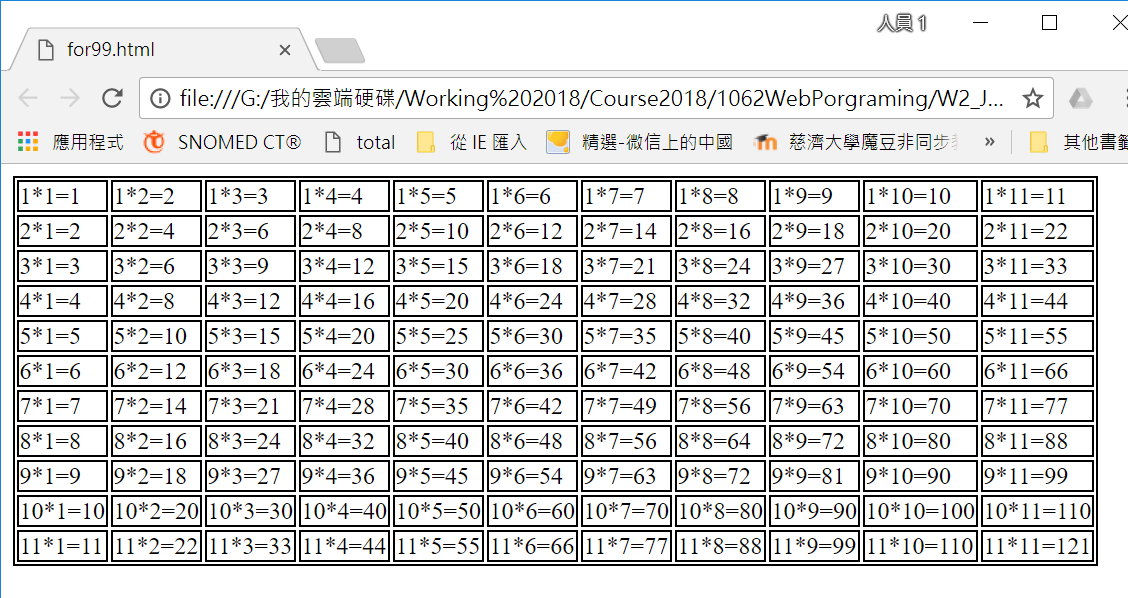 人員 1
for99.html
file:///G:/我的雲端硬碟/Working%202018/Course2018/1062WebPorgraming/W2_J...
應用程式 SNOMED CT® total 從 IE 匯入 精選-微信上的中國 慈濟大學魔豆非同步 » 其他書籤
1*1=1 1*2=2 1*3=3 1*4=4 1*5=5 1*6=6 1*7=7 1*8=8 1*9=9 1*10=10 1*11=11
2*1=2 2*2=4 2*3=6 2*4=8 2*5=10 2*6=12 2*7=14 2*8=16 2*9=18 2*10=20 2*11=22
3*1=3 3*2=6 3*3=9 3*4=12 3*5=15 3*6=18 3*7=21 3*8=24 3*9=27 3*10=30 3*11=33
4*1=4 4*2=8 4*3=12 4*4=16 4*5=20 4*6=24 4*7=28 4*8=32 4*9=36 4*10=40 4*11=44
5*1=5 5*2=10 5*3=15 5*4=20 5*5=25 5*6=30 5*7=35 5*8=40 5*9=45 5*10=50 5*11=55
6*1=6 6*2=12 6*3=18 6*4=24 6*5=30 6*6=36 6*7=42 6*8=48 6*9=54 6*10=60 6*11=66
7*1=7 7*2=14 7*3=21 7*4=28 7*5=35 7*6=42 7*7=49 7*8=56 7*9=63 7*10=70 7*11=77
8*1=8 8*2=16 8*3=24 8*4=32 8*5=40 8*6=48 8*7=56 8*8=64 8*9=72 8*10=80 8*11=88
9*1=9 9*2=18 9*3=27 9*4=36 9*5=45 9*6=54 9*7=63 9*8=72 9*9=81 9*10=90 9*11=99
10*1=10 10*2=20 10*3=30 10*4=40 10*5=50 10*6=60 10*7=70 10*8=80 10*9=90 10*10=100 10*11=110
11*1=11 11*2=22 11*3=33 11*4=44 11*5=55 11*6=66 11*7=77 11*8=88 11*9=99 11*10=110 11*11=121